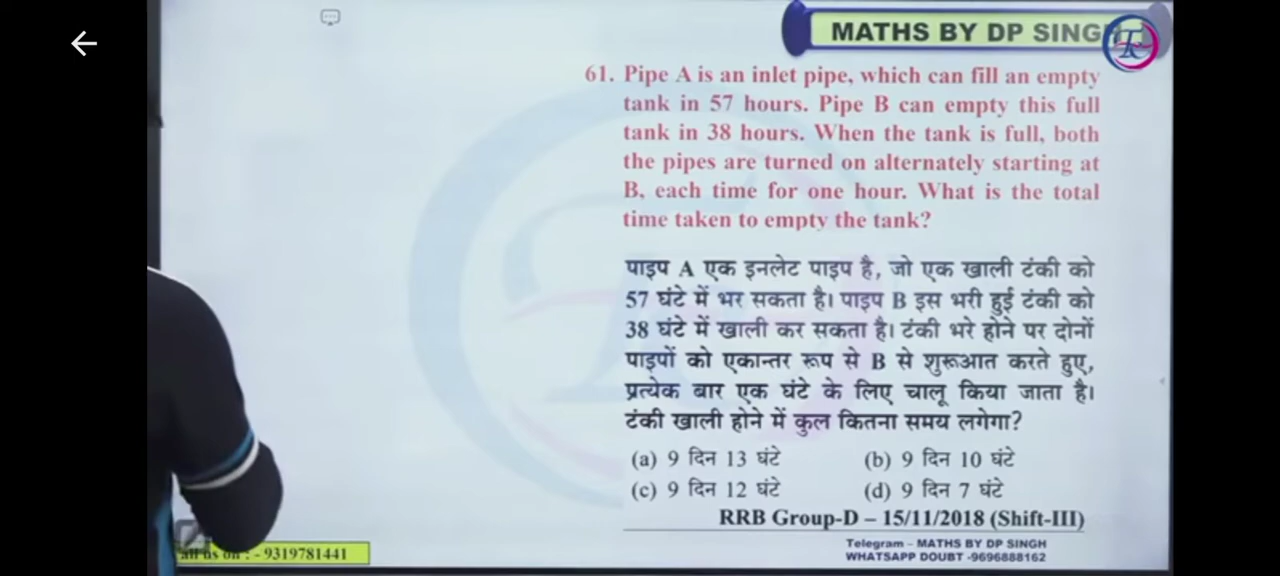 MATHS BY DP SING
61. Pipe A is an inlet pipe, which can fill an empty
tank in 57 hours. Pipe B can empty this full
tank in 38 hours. When the tank is full, both
the pipes are turned on alternately starting at
B, each time for one hour. What is the total
time taken to empty the tank?
पाइप A एक इनलेट पाइप है, जो एक खाली टंकी को
57 घंटे में भर सकता है। पाइप B इस भरी हुई टंकी को
38 घंटे में खाली कर सकता है। टंकी भरे होने पर दोनों
पाइपों को एकान्तर रूप से B से शुरूआत करते हुए,
प्रत्येक बार एक घंटे के लिए चालू किया जाता है।
टंकी खाली होने में कुल कितना समय लगेगा?
(a) 9 दिन 13 घंटे (b) 9 दिन 10 घंटे
(c) 9 दिन 12 घंटे (d) 9 दिन 7 घंटे
RRB Group-D – 15/11/2018 (Shift-III)
all us on : - 9319781441
Telegram – MATHS BY DP SINGH
WHATSAPP DOUBT -9696888162